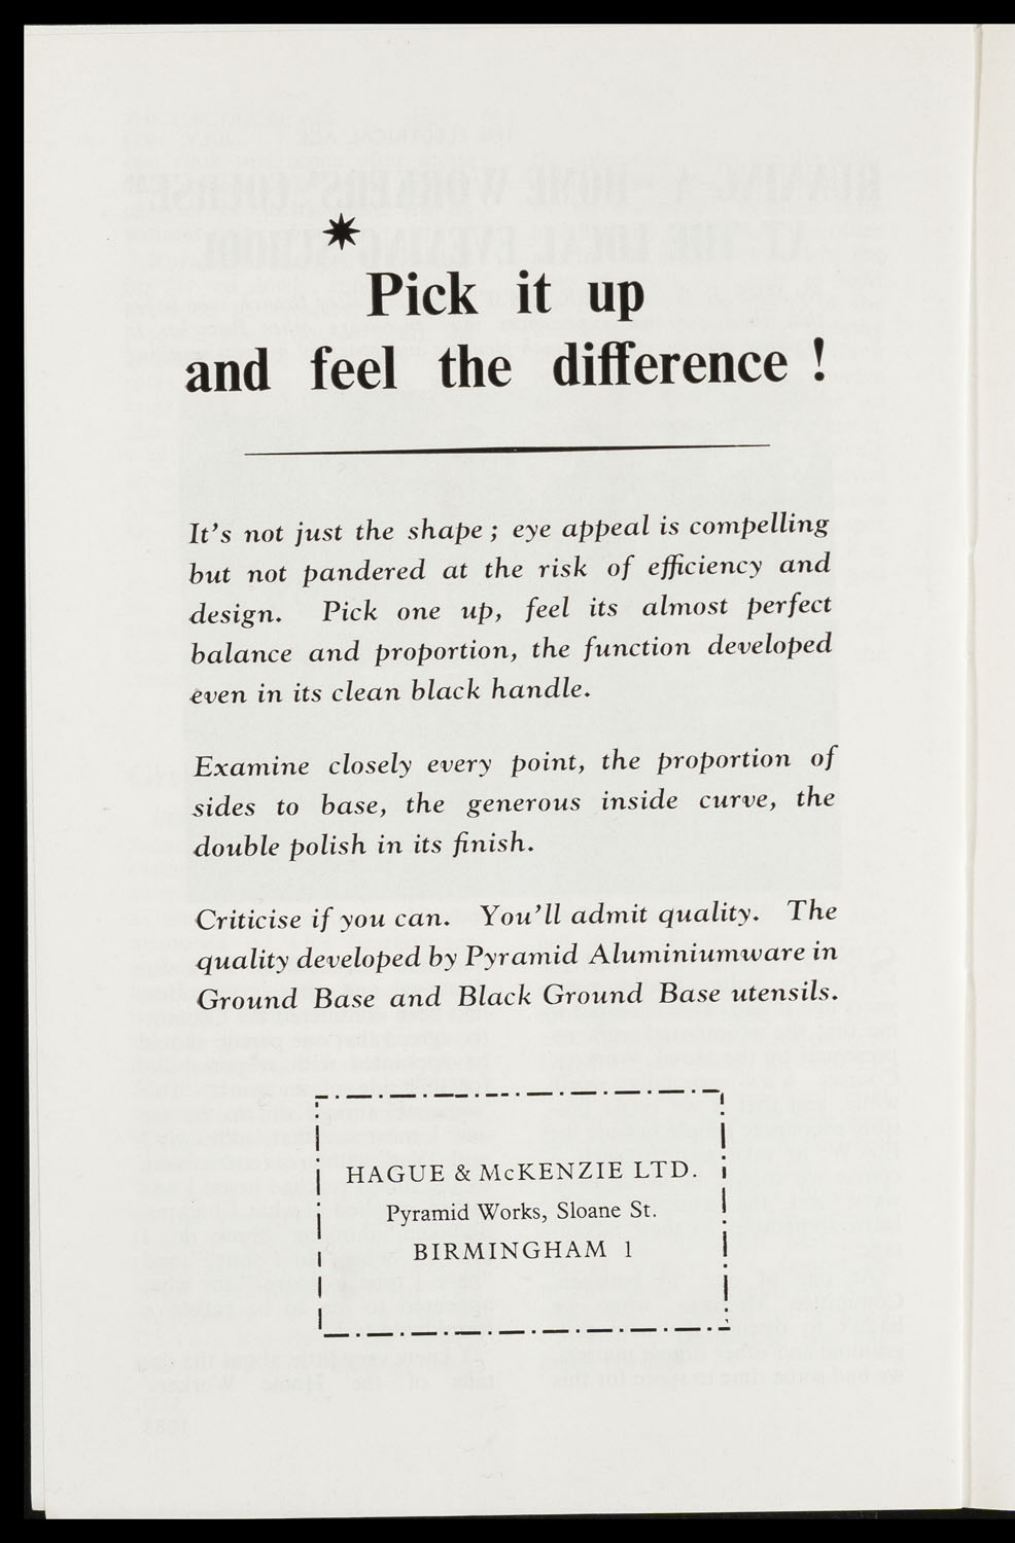 Pick it up
and feel the difference !
It's not just the shape ; eye appeal is compelling
but not pandered at the risk of efficiency and
design. Pick one up, feel its almost perfect
balance and proportion, the function developed
even in its clean black handle.
Examine closely every point, the proportion of
sides to base, the generous inside curve, the
double polish in its finish.
Criticise if you can. You'll admit quality. The
quality developed by Pyramid Aluminiumware in
Ground Base and Black Ground Base utensils.
HAGUE & McKENZIE LTD.
Pyramid Works, Sloane St.
BIRMINGHAM 1